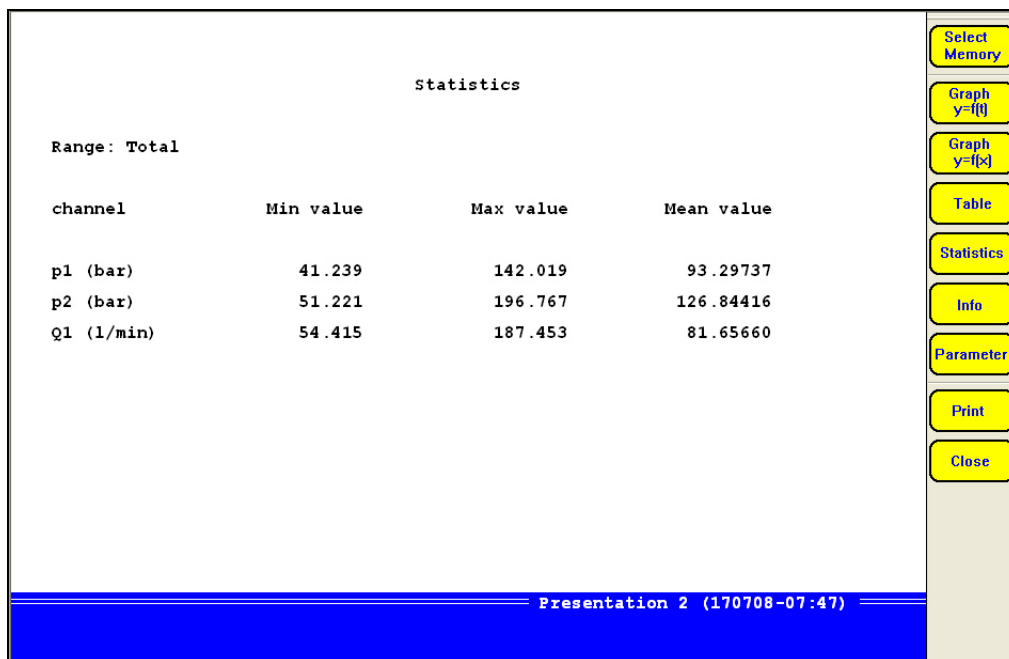 Statistics
Range: Total
channel Min value Max value Mean value
p1 (bar) 41.239 142.019 93.29737
p2 (bar) 51.221 196.767 126.84416
Q1 (l/min) 54.415 187.453 81.65660
Presentation 2 (170708-07:47)
Select
Memory
Graph
y=f(t)
Graph
y=f(x)
Table
Statistics
Info
Parameter
Print
Close